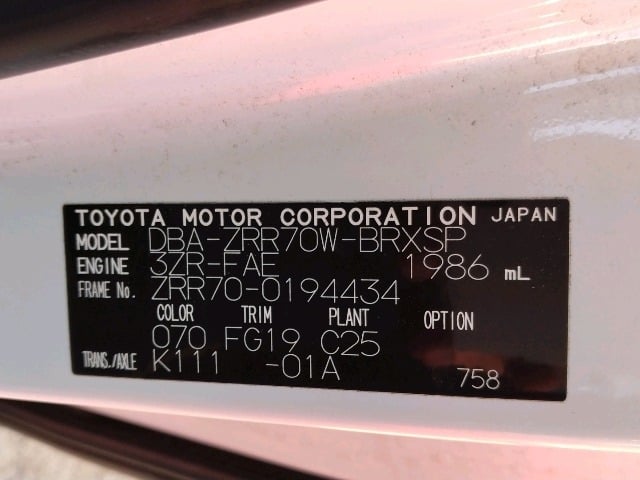 TOYOTA MOTOR CORPORATION JAPAN
MODEL DBA-ZRR70W-BRXSP
ENGINE 3ZR-FAE 1986 mL
FRAME No. ZRR70-0194434
COLOR TRIM PLANT OPTION
070 FG19 C25
TRANS./AXLE K111 -01A
758